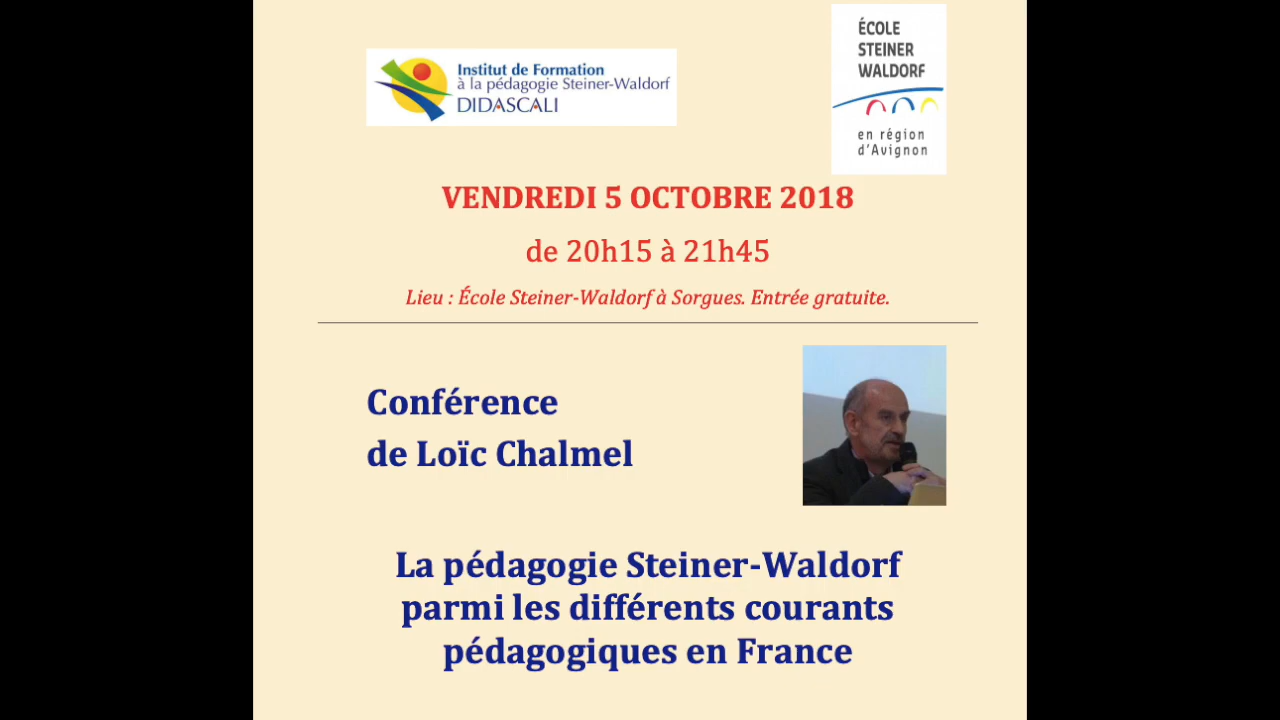 Institut de Formation
à la pédagogie Steiner-Waldorf
DIDASCALI
ÉCOLE
STEINER
WALDORF
en région
d'Avignon
VENDREDI 5 OCTOBRE 2018
de 20h15 à 21h45
Lieu : École Steiner-Waldorf à Sorgues. Entrée gratuite.
Conférence
de Loïc Chalmel
La pédagogie Steiner-Waldorf
parmi les différents courants
pédagogiques en France